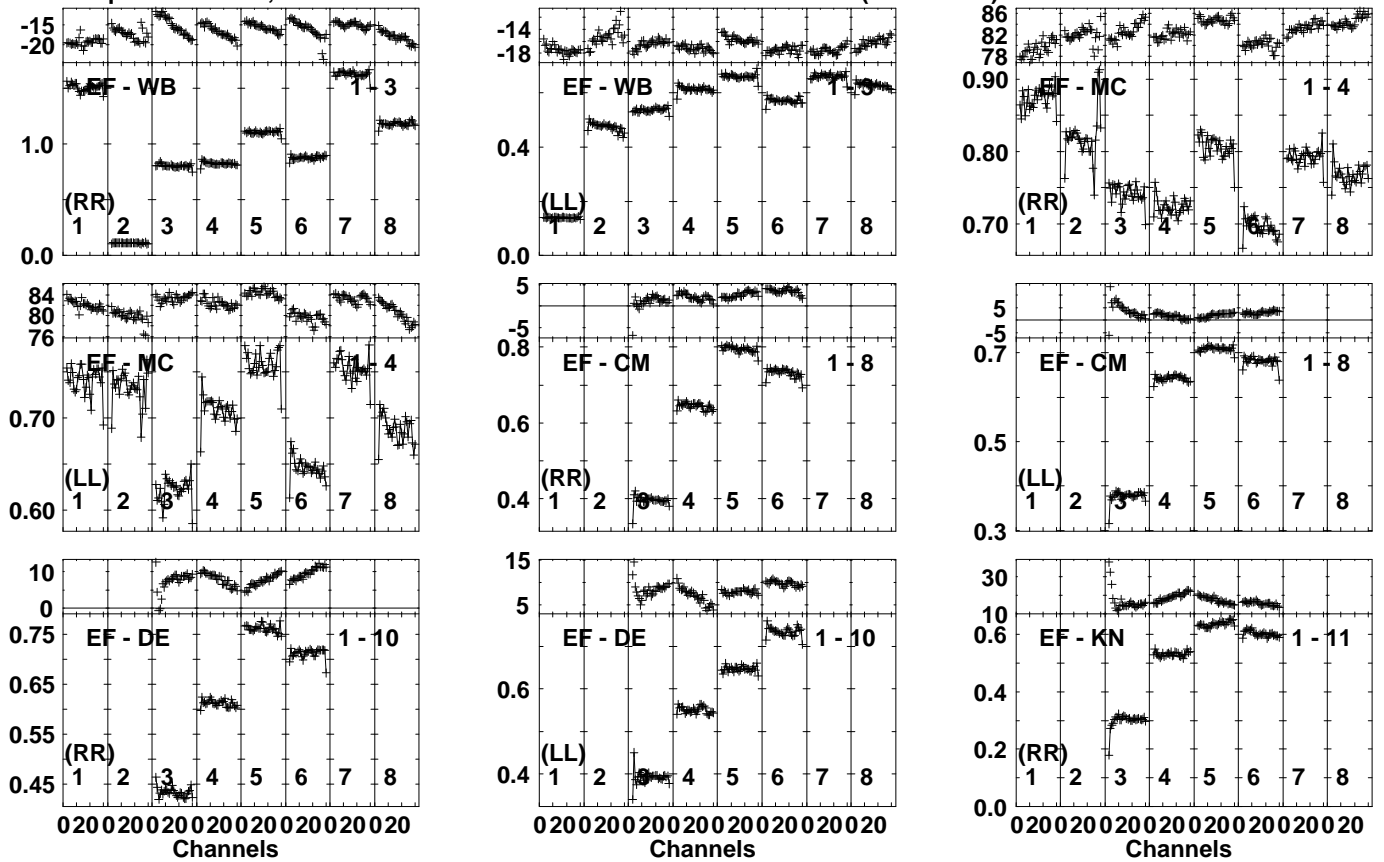 -15
-20
EF - WB 1 - 3
1.0
(RR)
1 2 3 4 5 6 7 8
0.0
-14
-18
EF - WB 1 - 3
0.4
(LL)
1 2 3 4 5 6 7 8
0.0
86
82
78
0.90
EF - MC 1 - 4
0.80
0.70
(RR)
1 2 3 4 5 6 7 8
84
80
76
EF - MC 1 - 4
0.70
(LL)
0.60
1 2 3 4 5 6 7 8
5
-5
0.8
EF - CM 1 - 8
0.6
(RR)
0.4
1 2 3 4 5 6 7 8
5
-5
0.7
EF - CM 1 - 8
0.5
(LL)
1 2 3 4 5 6 7 8
0.3
10
0
0.75
EF - DE 1 - 10
0.65
0.55
(RR)
0.45
1 2 3 4 5 6 7 8
0 20 0 20 0 20 0 20 0 20 0 20 0 20 0 20
Channels
15
5
EF - DE 1 - 10
0.6
(LL)
0.4
1 2 3 4 5 6 7 8
0 20 0 20 0 20 0 20 0 20 0 20 0 20 0 20
Channels
30
10
0.6
EF - KN 1 - 11
0.4
0.2
(RR)
1 2 3 4 5 6 7 8
0.0
0 20 0 20 0 20 0 20 0 20 0 20 0 20 0 20
Channels